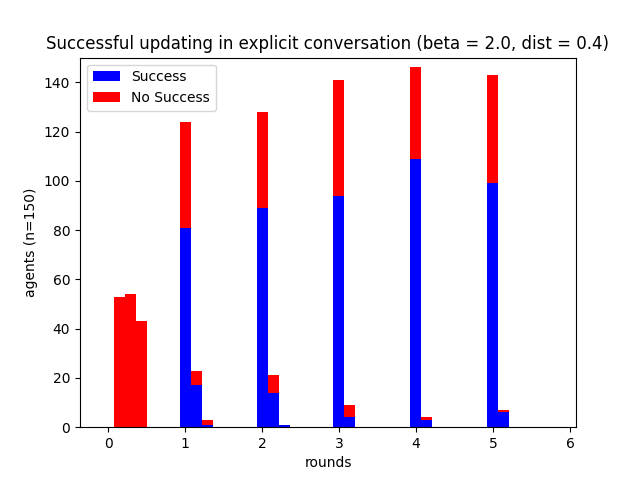 Successful updating in explicit conversation (beta = 2.0, dist = 0.4)
Success
No Success
140
120
100
80
60
40
20
0
agents (n=150)
0 1 2 3 4 5 6
rounds